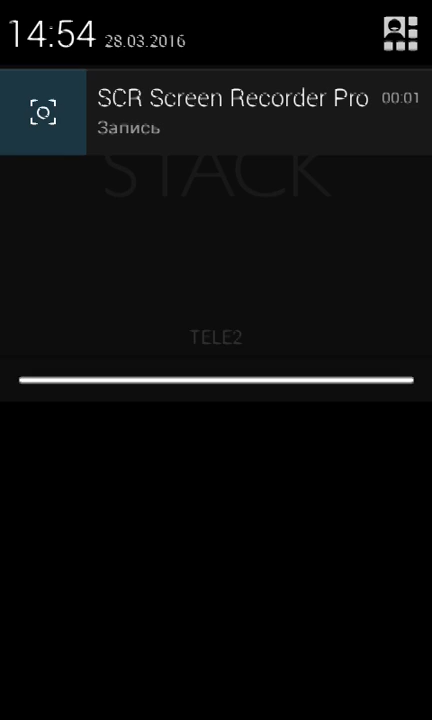 14:54 28.03.2016
SCR Screen Recorder Pro 00:01
Запись
STACK
TELE2